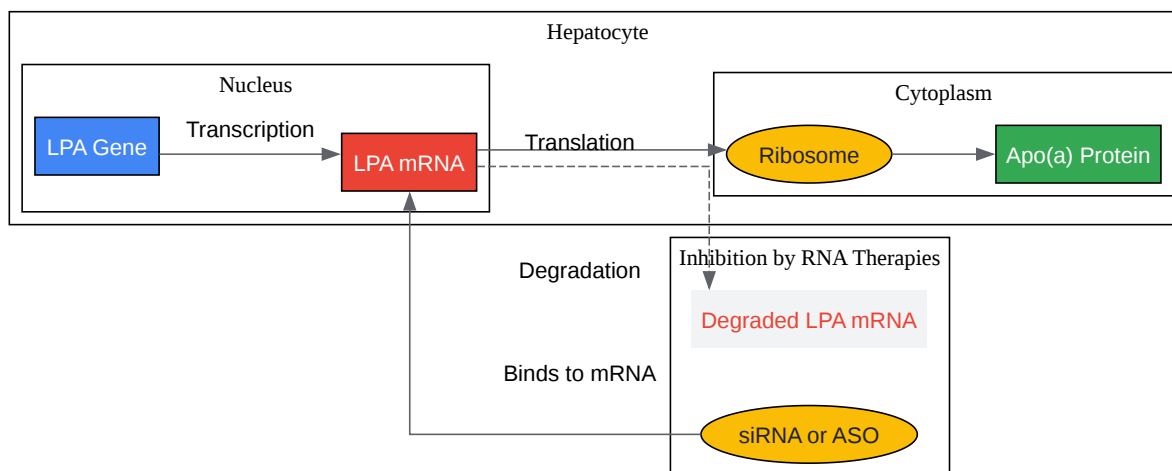 Hepatocyte
Nucleus
Cytoplasm
LPA Gene
Transcription
LPA mRNA
Translation
Ribosome
Apo(a) Protein
Inhibition by RNA Therapies
Degradation
Degraded LPA mRNA
Binds to mRNA
siRNA or ASO